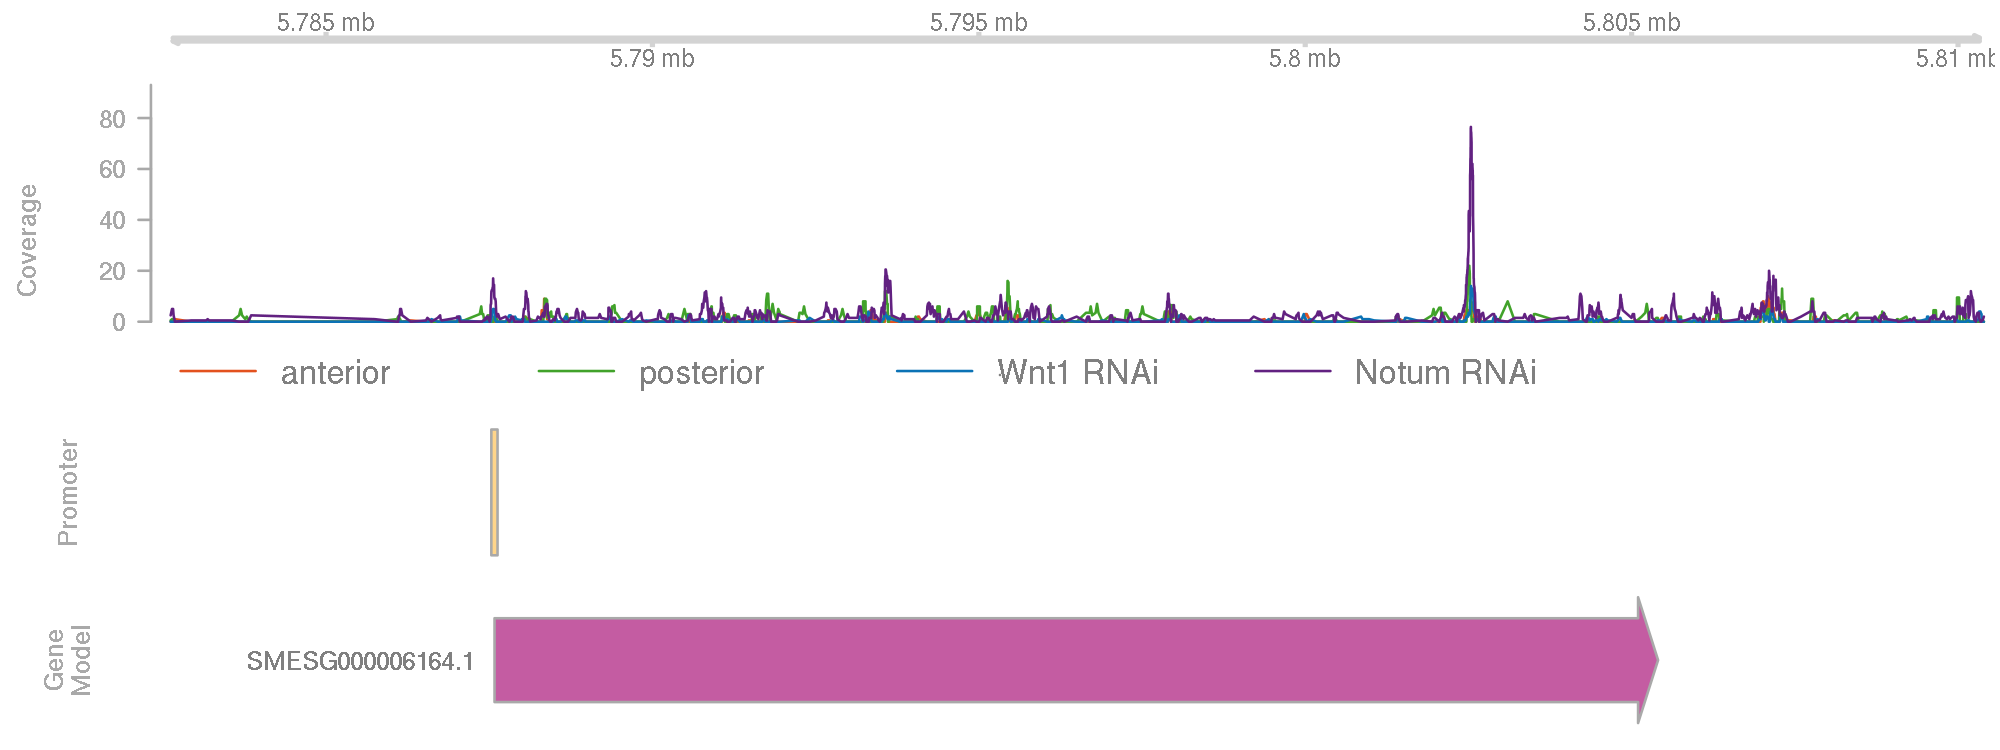 5.785 mb 5.795 mb 5.805 mb
5.79 mb 5.8 mb 5.81 mb
Coverage
80
60
40
20
0
anterior posterior Wnt1 RNAi Notum RNAi
Promoter
Gene
Model
SMESG000006164.1